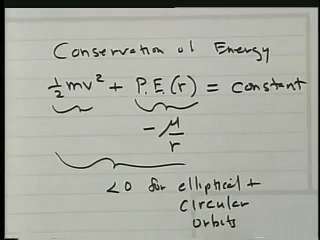 Conservation of Energy
½mv² + P.E.(r) = constant
- μ/r
<0 for elliptical +
circular
orbits